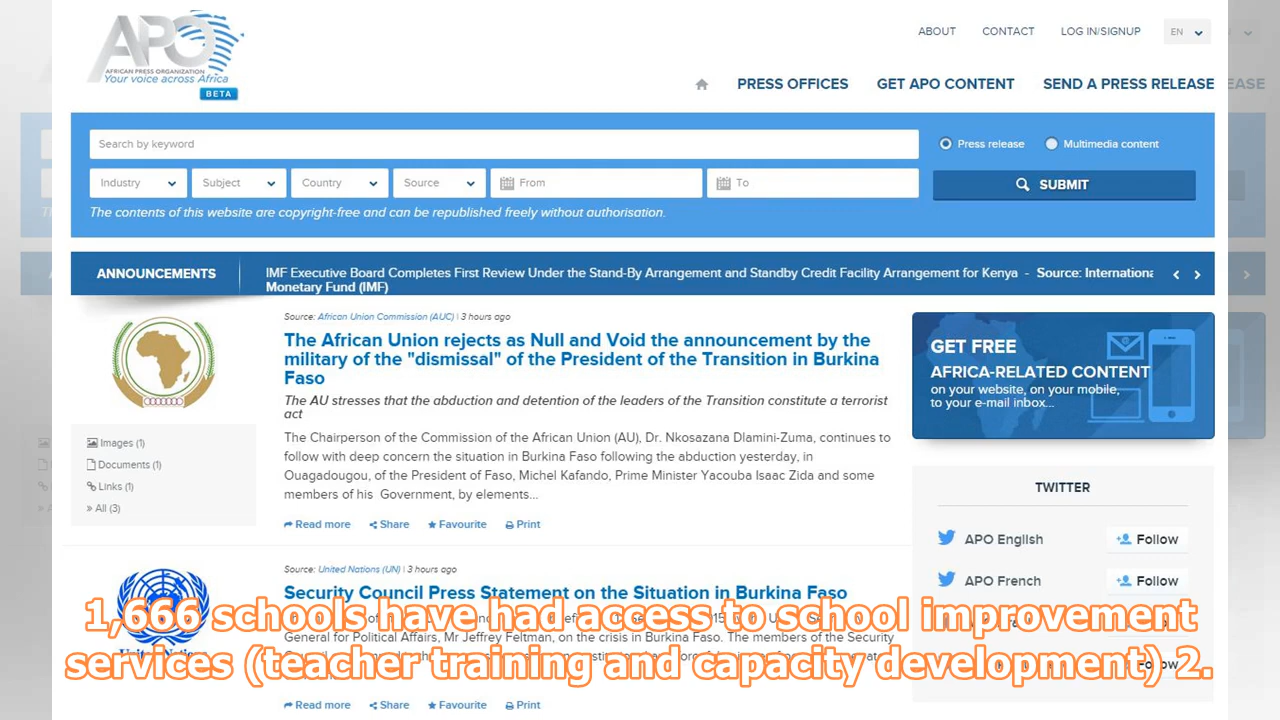 APO
AFRICAN PRESS ORGANIZATION
Your voice across Africa
BETA
ABOUT CONTACT LOG IN/SIGNUP EN
PRESS OFFICES GET APO CONTENT SEND A PRESS RELEASE
EASE
Search by keyword
Press release Multimedia content
Industry Subject Country Source From To
SUBMIT
The contents of this website are copyright-free and can be republished freely without authorisation.
ANNOUNCEMENTS
IMF Executive Board Completes First Review Under the Stand-By Arrangement and Standby Credit Facility Arrangement for Kenya - Source: Internationa
Monetary Fund (IMF)
Source: African Union Commission (AUC) | 3 hours ago
The African Union rejects as Null and Void the announcement by the
military of the "dismissal" of the President of the Transition in Burkina
Faso
The AU stresses that the abduction and detention of the leaders of the Transition constitute a terrorist
act
The Chairperson of the Commission of the African Union (AU), Dr. Nkosazana Dlamini-Zuma, continues to
follow with deep concern the situation in Burkina Faso following the abduction yesterday, in
Ouagadougou, of the President of Faso, Michel Kafando, Prime Minister Yacouba Isaac Zida and some
members of his Government, by elements...
Read more Share Favourite Print
Images (1)
Documents (1)
Links (1)
» All (3)
GET FREE
AFRICA-RELATED CONTENT
on your website, on your mobile,
to your e-mail inbox...
TWITTER
APO English Follow
APO French Follow
Source: United Nations (UN) | 3 hours ago
Security Council Press Statement on the Situation in Burkina Faso
General for Political Affairs, Mr Jeffrey Feltman, on the crisis in Burkina Faso. The members of the Security
Follow
Read more Share Favourite Print
1,666 schools have had access to school improvement
services (teacher training and capacity development) 2.